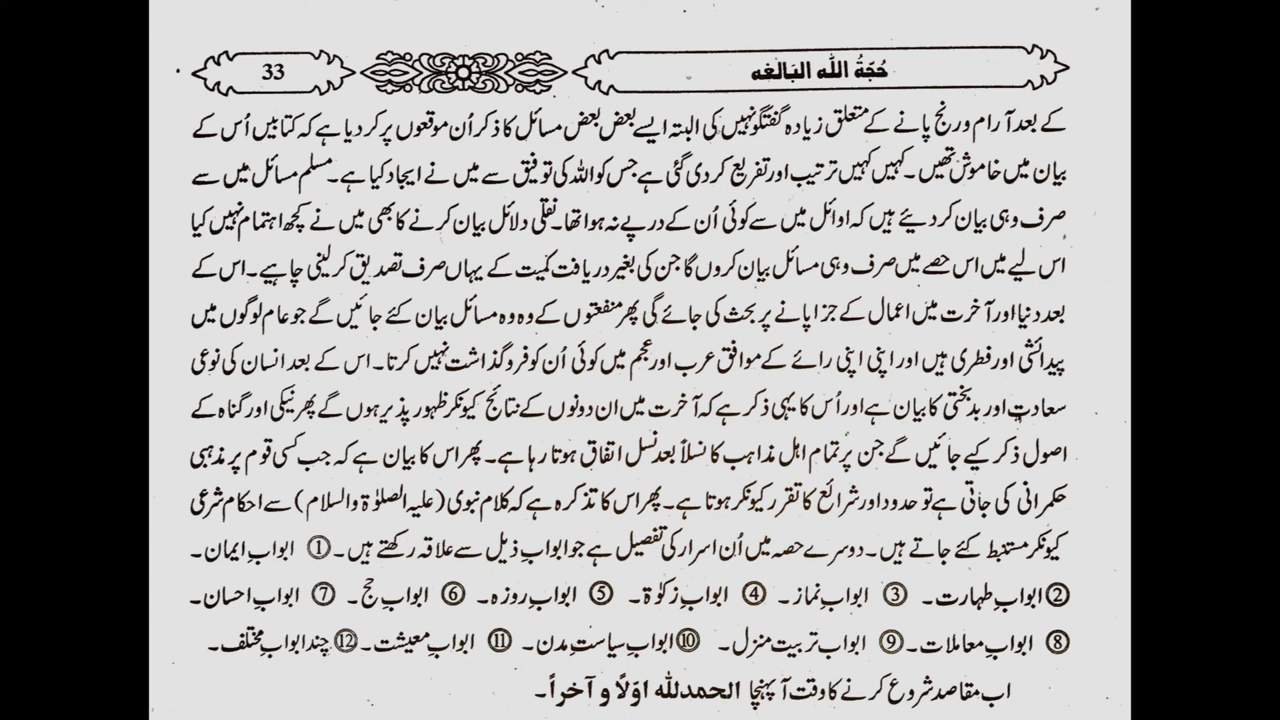 حُجَةُ اللّٰه البَالغه
33
کے بعد آرام و رنج پانے کے متعلق زیادہ گفتگو نہیں کی البتہ ایسے بعض بعض مسائل کا ذکر اُن موقعوں پر کر دیا ہے کہ کتابیں اُس کے
بیان میں خاموش تھیں۔ کہیں کہیں ترتیب اور تفریع کر دی گئی ہے جس کو اللہ کی توفیق سے میں نے ایجاد کیا ہے۔ مسلم مسائل میں سے
صرف وہی بیان کر دیئے ہیں کہ اوائل میں سے کوئی اُن کے درپے نہ ہوا تھا۔ نقلی دلائل بیان کرنے کا بھی میں نے کچھ اہتمام نہیں کیا
اس لیے میں اس حصے میں صرف وہی مسائل بیان کروں گا جن کی بغیر دریافت کمیت کے یہاں صرف تصدیق کر لینی چاہیے۔ اس کے
بعد دنیا اور آخرت میں اعمال کے جزا پانے پر بحث کی جائے گی پھر منفعتوں کے وہ وہ مسائل بیان کئے جائیں گے جو عام لوگوں میں
پیدائشی اور فطری ہیں اور اپنی اپنی رائے کے موافق عرب اور عجم میں کوئی اُن کو فروگذاشت نہیں کرتا۔ اس کے بعد انسان کی نوعی
سعادت اور بدبختی کا بیان ہے اور اُس کا یہی ذکر ہے کہ آخرت میں ان دونوں کے نتائج کیونکر ظہور پذیر ہوں گے پھر نیکی اور گناہ کے
اصول ذکر کیے جائیں گے جن پر تمام اہل مذاہب کا نسلاً بعد نسل اتفاق ہوتا رہا ہے۔ پھر اس کا بیان ہے کہ جب کسی قوم پر مذہبی
حکمرانی کی جاتی ہے تو حدود اور شرائع کا تقرر کیونکر ہوتا ہے۔ پھر اس کا تذکرہ ہے کہ کلام نبوی (علیہ الصلوٰۃ والسلام) سے احکام شرعی
کیونکر مستنبط کئے جاتے ہیں۔ دوسرے حصہ میں اُن اسرار کی تفصیل ہے جو ابوابِ ذیل سے علاقہ رکھتے ہیں۔ ① ابوابِ ایمان۔
② ابوابِ طہارت۔ ③ ابوابِ نماز۔ ④ ابوابِ زکوٰۃ۔ ⑤ ابوابِ روزہ۔ ⑥ ابوابِ حج۔ ⑦ ابوابِ احسان۔
⑧ ابوابِ معاملات۔ ⑨ ابواب تربیت منزل۔ ⑩ ابوابِ سیاستِ مدن۔ ⑪ ابوابِ معیشت۔ ⑫ چند ابوابِ مختلف۔
اب مقاصد شروع کرنے کا وقت آ پہنچا الحمدللّٰه اوّلاً و آخراً۔